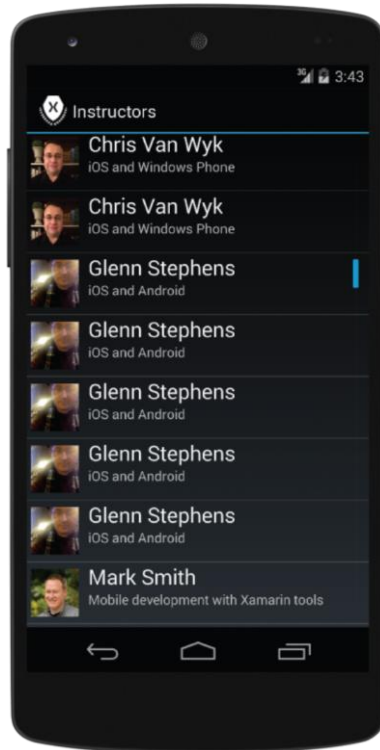 3G 3:43
X Instructors
Chris Van Wyk
iOS and Windows Phone
Chris Van Wyk
iOS and Windows Phone
Glenn Stephens
iOS and Android
Glenn Stephens
iOS and Android
Glenn Stephens
iOS and Android
Glenn Stephens
iOS and Android
Glenn Stephens
iOS and Android
Mark Smith
Mobile development with Xamarin tools